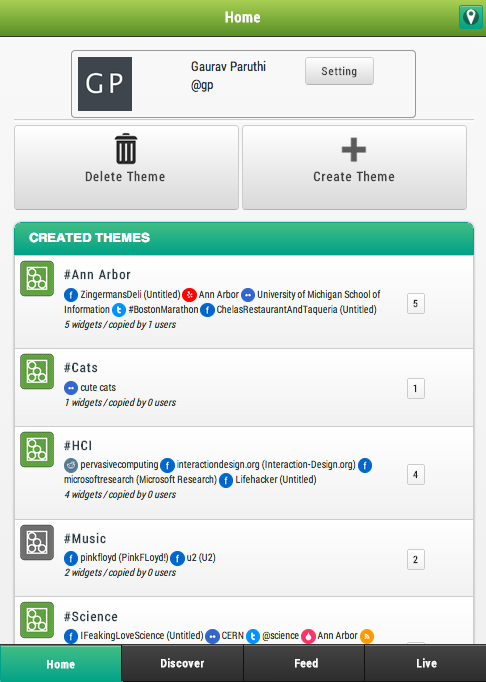 Home
GP
Gaurav Paruthi
@gp
Setting
Delete Theme
Create Theme
CREATED THEMES
#Ann Arbor
ZingermansDeli (Untitled) Ann Arbor University of Michigan School of
Information #BostonMarathon ChelasRestaurantAndTaqueria (Untitled)
5 widgets / copied by 1 users
5
#Cats
cute cats
1 widgets / copied by 0 users
1
#HCI
pervasivecomputing interactiondesign.org (Interaction-Design.org)
microsoftresearch (Microsoft Research) Lifehacker (Untitled)
4 widgets / copied by 0 users
4
#Music
pinkfloyd (PinkFLoyd!) u2 (U2)
2 widgets / copied by 0 users
2
#Science
IFeakingLoveScience (Untitled) CERN @science Ann Arbor
Home
Discover
Feed
Live